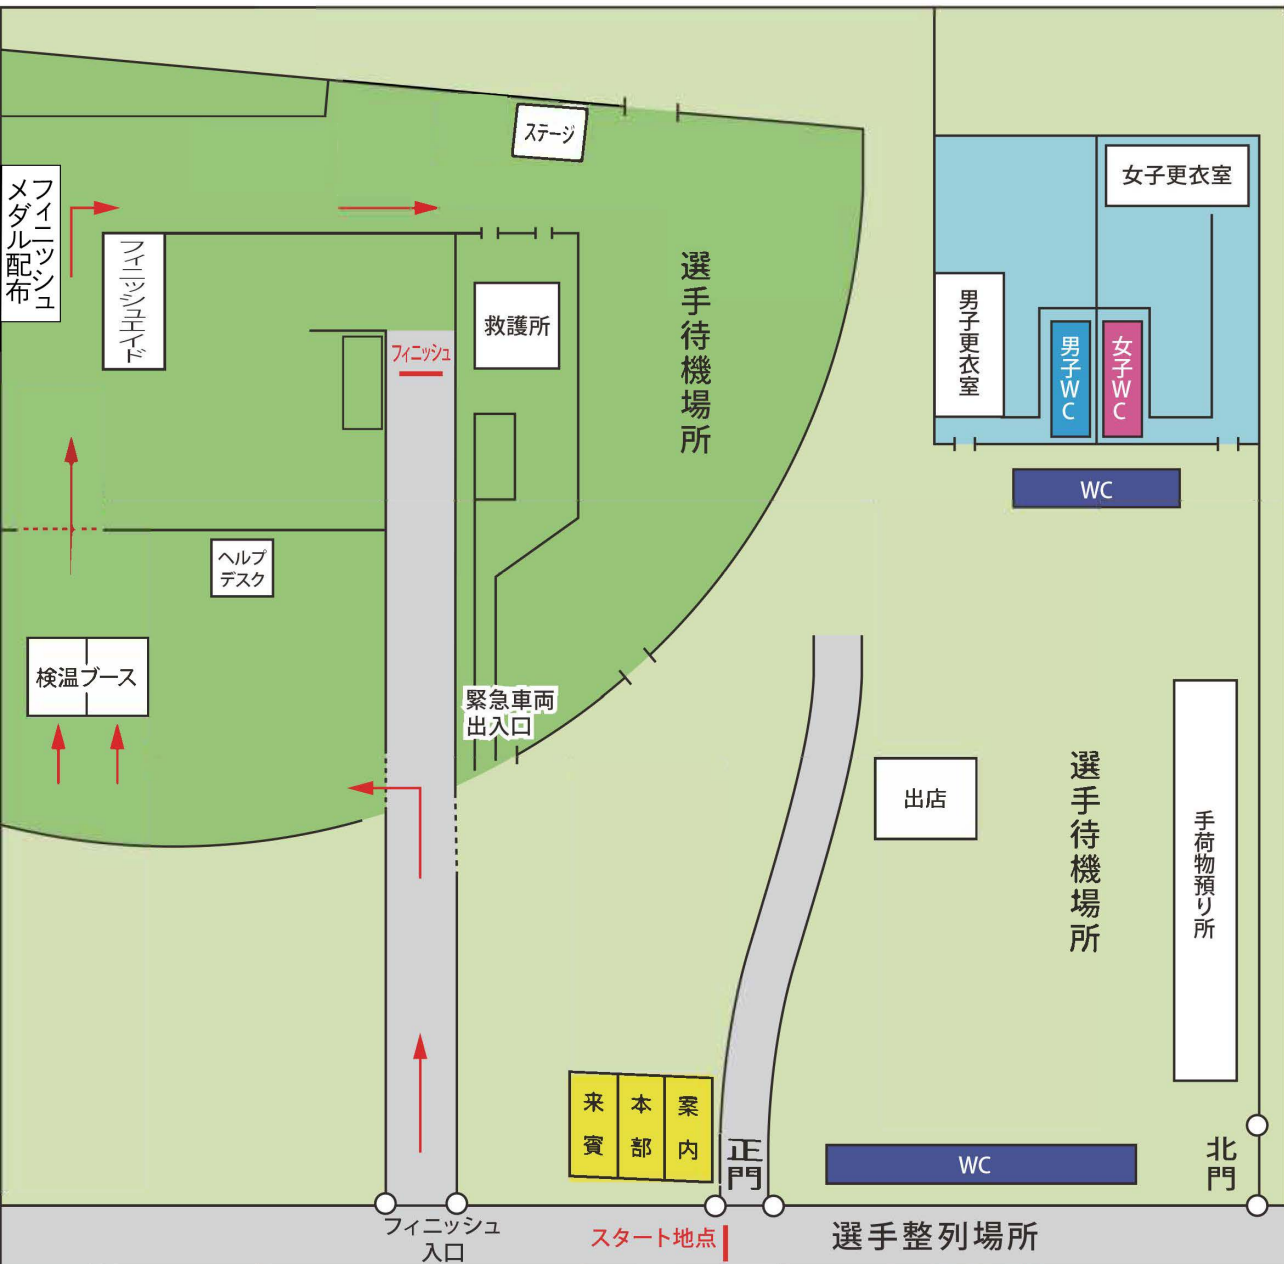 ステージ
女子更衣室
フィニッシュ
メダル配布
フィニッシュエイド
選手待機場所
救護所
男子更衣室
男子WC
女子WC
フィニッシュ
WC
ヘルプ
デスク
検温ブース
緊急車両
出入口
出店
選手待機場所
手荷物預り所
来賓
本部
案内
正門
WC
北門
フィニッシュ
入口
スタート地点
選手整列場所